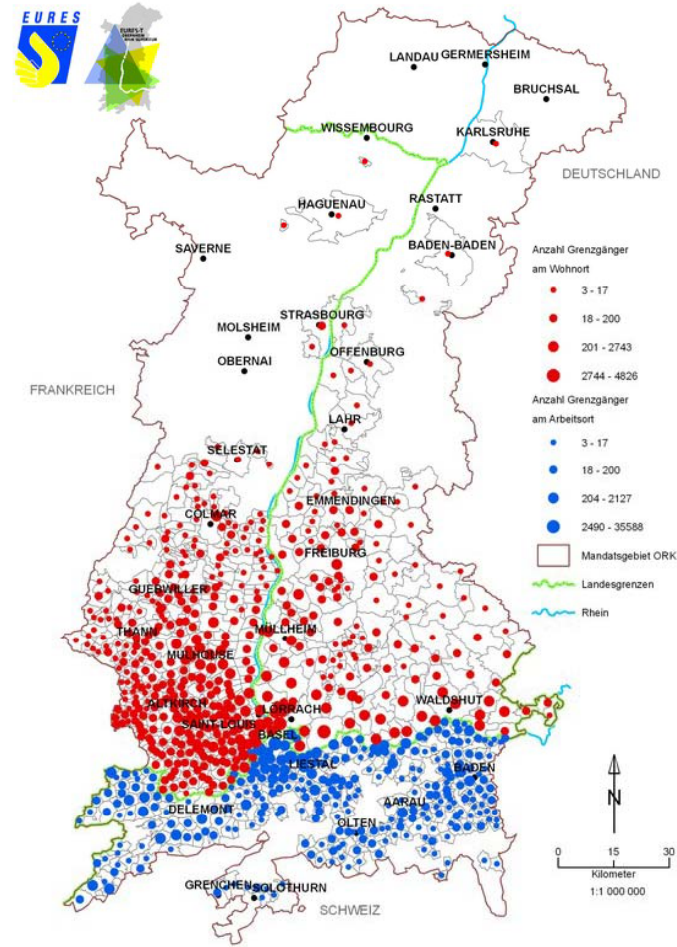 EURES
EURES-T
LANDAU
GERMERSHEIM
BRUCHSAL
WISSEMBOURG
KARLSRUHE
DEUTSCHLAND
HAGUENAU
RASTATT
SAVERNE
BADEN-BADEN
STRASBOURG
MOLSHEIM
OFFENBURG
OBERNAI
FRANKREICH
LAHR
SELESTAT
EMMENDINGEN
COLMAR
FREIBURG
GUEBWILLER
THANN
MÜLLHEIM
MULHOUSE
ALTKIRCH
WALDSHUT
LÖRRACH
SAINT-LOUIS
BASEL
LIESTAL
BADEN
DELEMONT
AARAU
OLTEN
GRENCHEN
SOLOTHURN
SCHWEIZ
Anzahl Grenzgänger
am Wohnort
3 - 17
18 - 200
201 - 2743
2744 - 4826
Anzahl Grenzgänger
am Arbeitsort
3 - 17
18 - 200
204 - 2127
2490 - 35588
Mandatsgebiet ORK
Landesgrenzen
Rhein
N
0 15 30
Kilometer
1:1 000 000